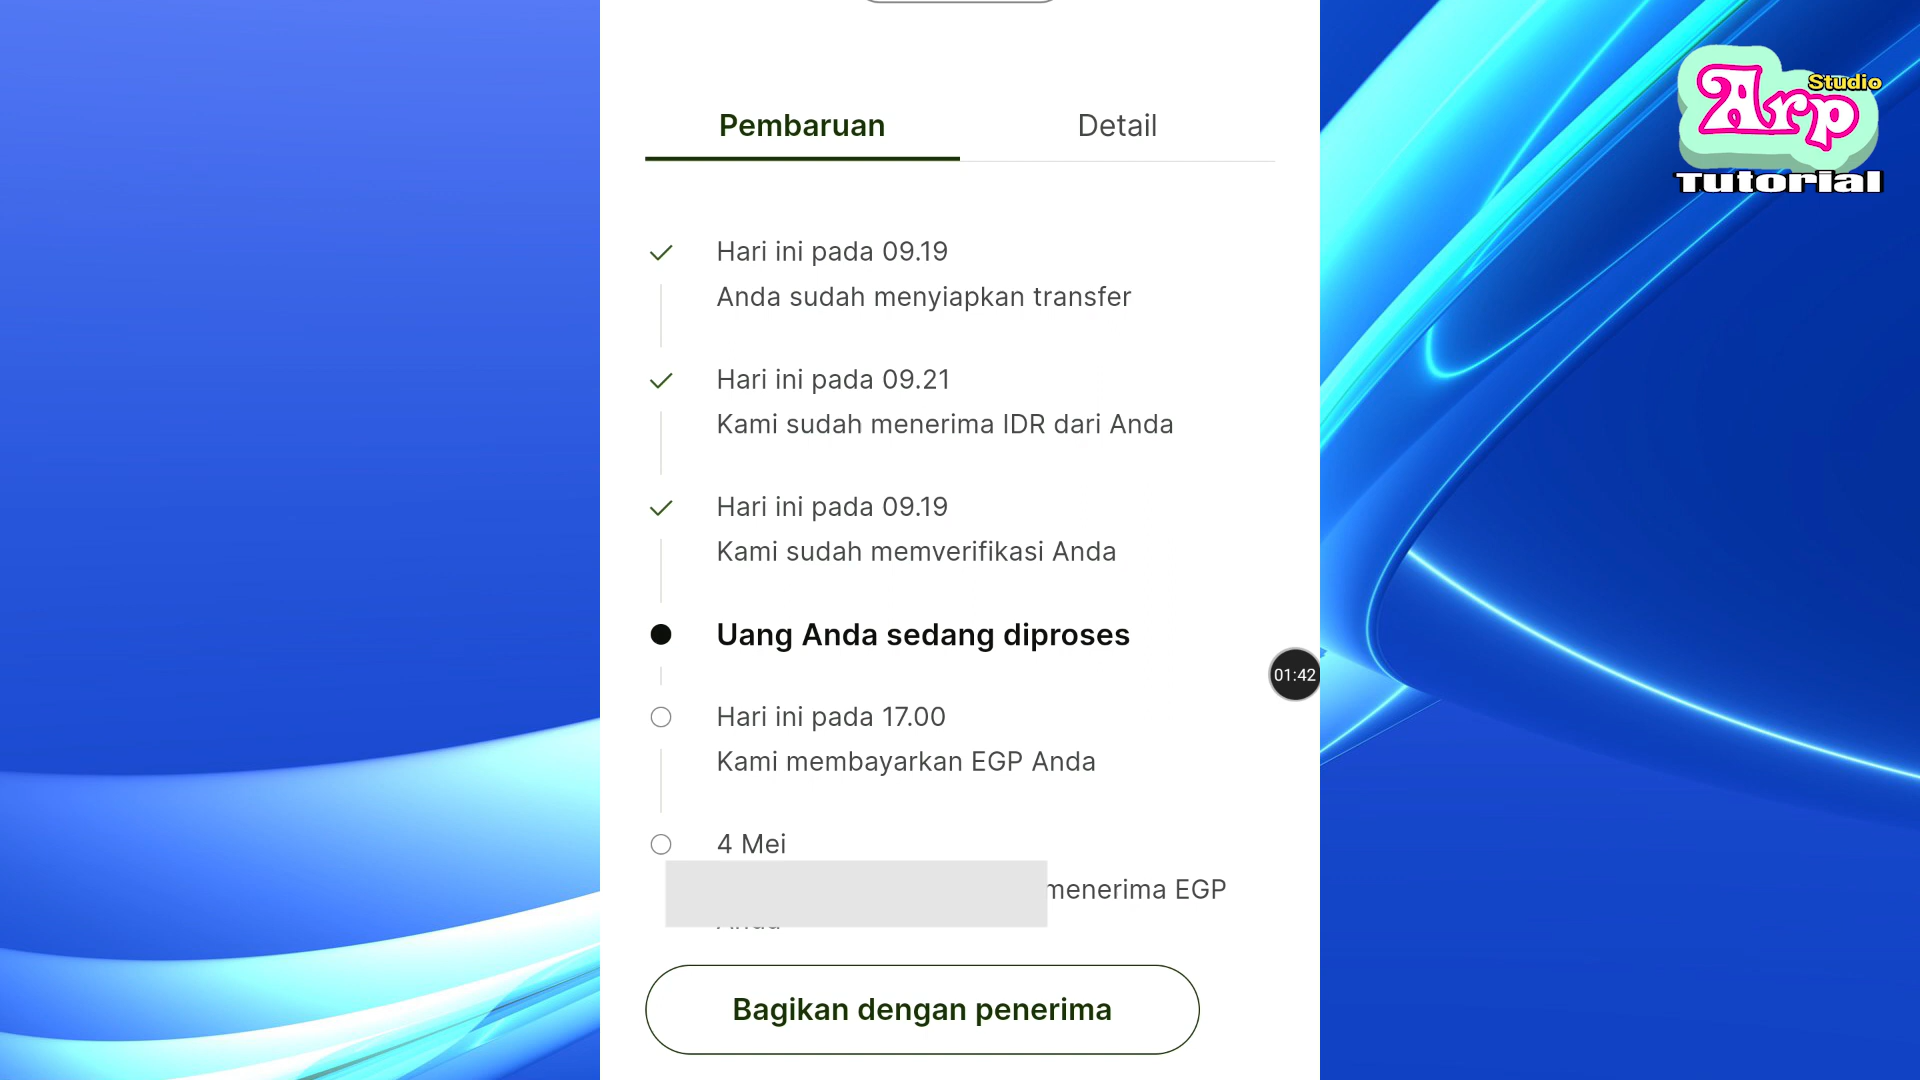 Pembaruan
Detail
Hari ini pada 09.19
Anda sudah menyiapkan transfer
Hari ini pada 09.21
Kami sudah menerima IDR dari Anda
Hari ini pada 09.19
Kami sudah memverifikasi Anda
Uang Anda sedang diproses
Hari ini pada 17.00
Kami membayarkan EGP Anda
4 Mei
menerima EGP
Bagikan dengan penerima
01:42
Arp Studio
Tutorial